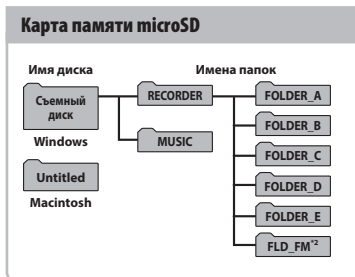 Карта памяти microSD
Имя диска
Имена папок
Съемный
диск
RECORDER
FOLDER_A
FOLDER_B
Windows
MUSIC
FOLDER_C
Untitled
FOLDER_D
Macintosh
FOLDER_E
FLD_FM*2